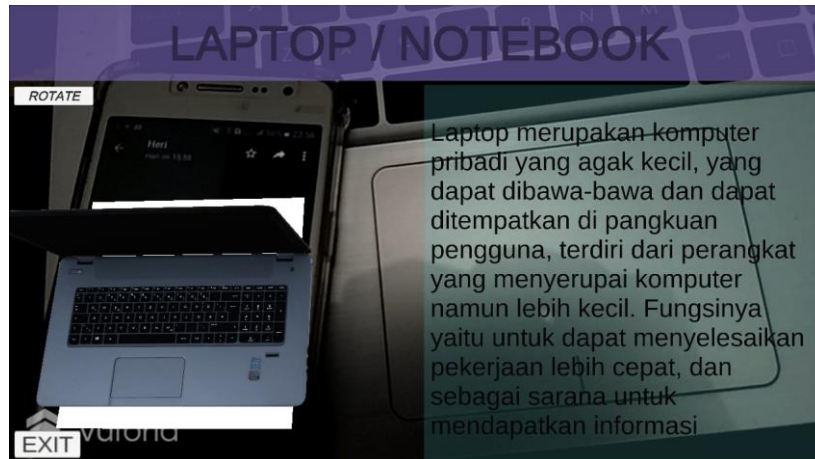 LAPTOP / NOTEBOOK
ROTATE
Heri
Laptop merupakan komputer
pribadi yang agak kecil, yang
dapat dibawa-bawa dan dapat
ditempatkan di pangkuan
pengguna, terdiri dari perangkat
yang menyerupai komputer
namun lebih kecil. Fungsinya
yaitu untuk dapat menyelesaikan
pekerjaan lebih cepat, dan
sebagai sarana untuk
mendapatkan informasi
vuforia
EXIT